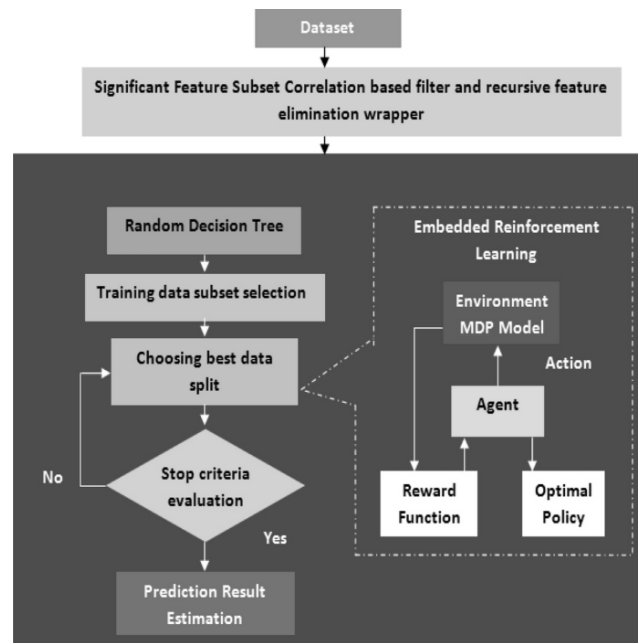 Dataset
Significant Feature Subset Correlation based filter and recursive feature
elimination wrapper
Random Decision Tree
Training data subset selection
Choosing best data
split
No
Stop criteria
evaluation
Yes
Prediction Result
Estimation
Embedded Reinforcement
Learning
Environment
MDP Model
Action
Agent
Reward
Function
Optimal
Policy